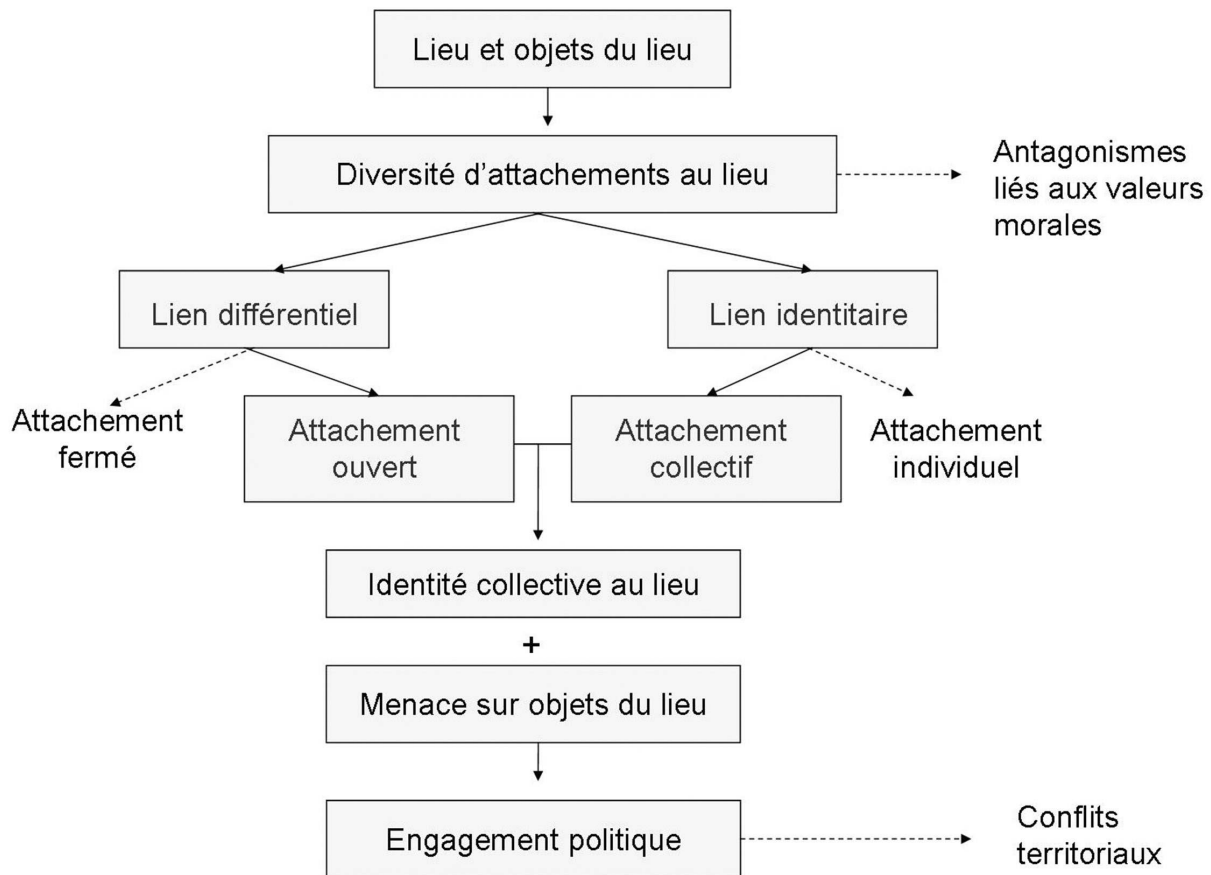 Lieu et objets du lieu
Diversité d'attachements au lieu
Antagonismes
liés aux valeurs
morales
Lien différentiel
Lien identitaire
Attachement
fermé
Attachement
ouvert
Attachement
collectif
Attachement
individuel
Identité collective au lieu
+
Menace sur objets du lieu
Engagement politique
Conflits
territoriaux